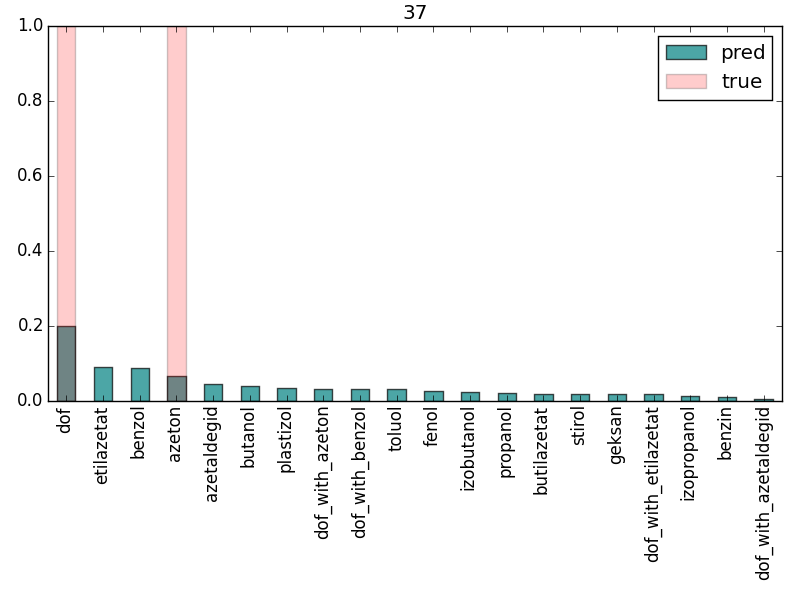 37
1.0
0.8
0.6
0.4
0.2
0.0
pred
true
dof
etilazetat
benzol
azeton
azetaldegid
butanol
plastizol
dof_with_azeton
dof_with_benzol
toluol
fenol
izobutanol
propanol
butilazetat
stirol
geksan
dof_with_etilazetat
izopropanol
benzin
dof_with_azetaldegid